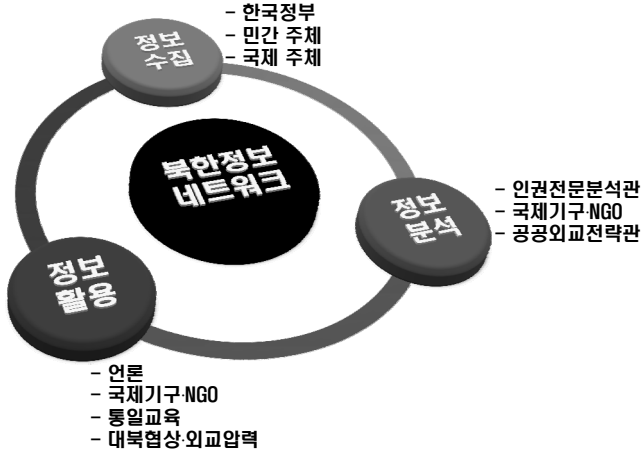 정보
수집
- 한국정부
- 민간 주체
- 국제 주체
북한정보
네트워크
정보
분석
- 인권전문분석관
- 국제기구·NGO
- 공공외교전략관
정보
활용
- 언론
- 국제기구·NGO
- 통일교육
- 대북협상·외교압력